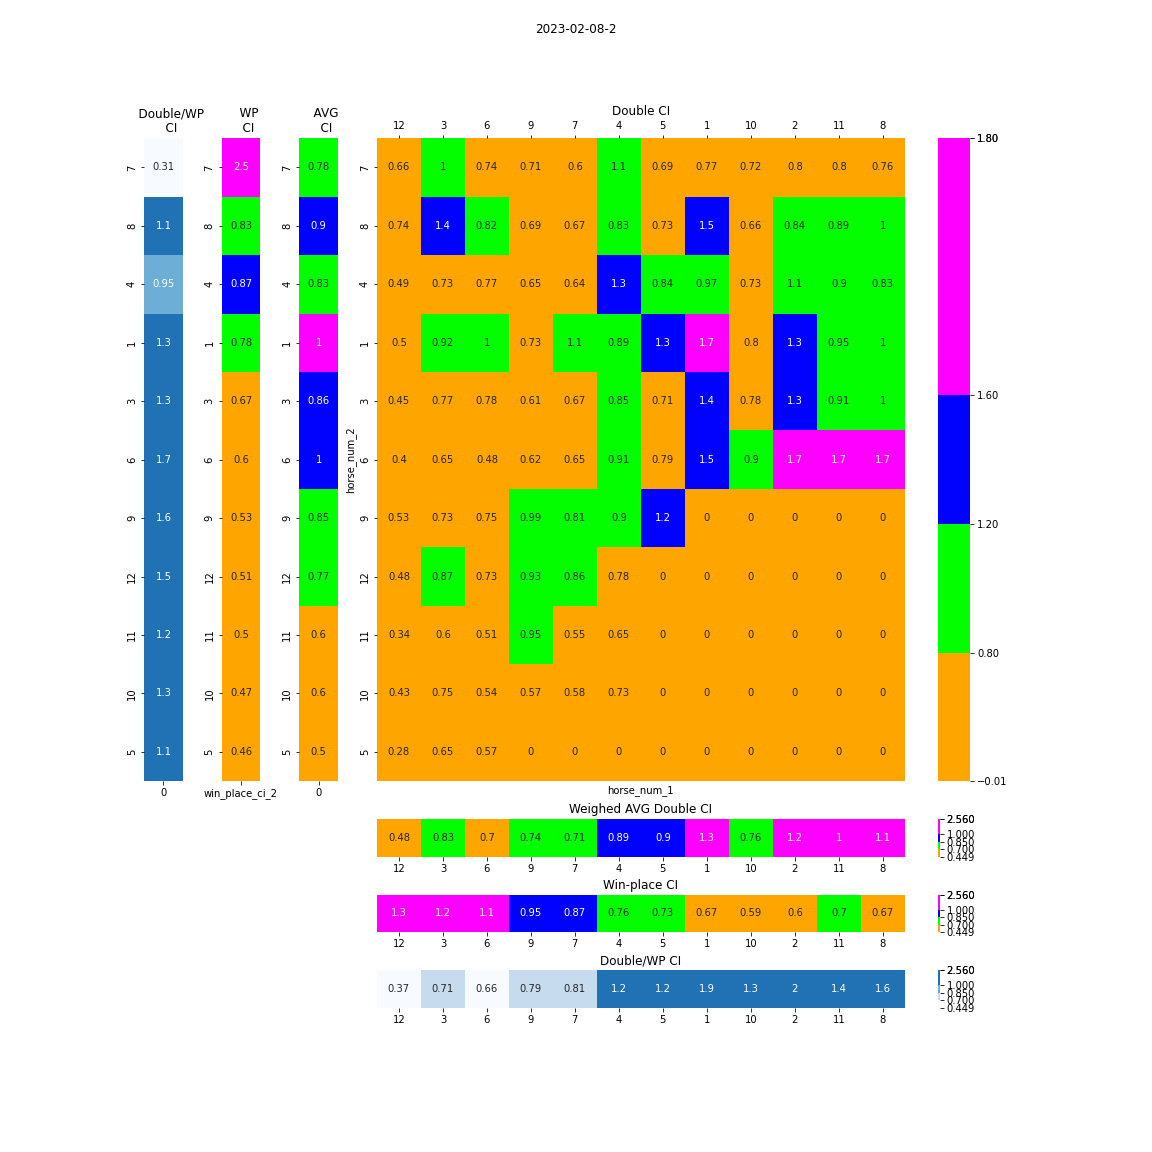 2023-02-08-2
Double/WP CI
WP CI
AVG CI
Double CI
12 3 6 9 7 4 5 1 10 2 11 8
7 0.31 7 2.5 7 0.78 7 0.66 1 0.74 0.71 0.6 1.1 0.69 0.77 0.72 0.8 0.8 0.76
8 1.1 8 0.83 8 0.9 8 0.74 1.4 0.82 0.69 0.67 0.83 0.73 1.5 0.66 0.84 0.89 1
4 0.95 4 0.87 4 0.83 4 0.49 0.73 0.77 0.65 0.64 1.3 0.84 0.97 0.73 1.1 0.9 0.83
1 1.3 1 0.78 1 1 1 0.5 0.92 1 0.73 1.1 0.89 1.3 1.7 0.8 1.3 0.95 1
3 1.3 3 0.67 3 0.86 3 0.45 0.77 0.78 0.61 0.67 0.85 0.71 1.4 0.78 1.3 0.91 1
6 1.7 6 0.6 6 1 6 0.4 0.65 0.48 0.62 0.65 0.91 0.79 1.5 0.9 1.7 1.7 1.7
9 1.6 9 0.53 9 0.85 9 0.53 0.73 0.75 0.99 0.81 0.9 1.2 0 0 0 0 0
12 1.5 12 0.51 12 0.77 12 0.48 0.87 0.73 0.93 0.86 0.78 0 0 0 0 0 0
11 1.2 11 0.5 11 0.6 11 0.34 0.6 0.51 0.95 0.55 0.65 0 0 0 0 0 0
10 1.3 10 0.47 10 0.6 10 0.43 0.75 0.54 0.57 0.58 0.73 0 0 0 0 0 0
5 1.1 5 0.46 5 0.5 5 0.28 0.65 0.57 0 0 0 0 0 0 0 0 0
horse_num_2
0 win_place_ci_2 0 horse_num_1
1.80
1.60
1.20
0.80
−0.01
Weighed AVG Double CI
0.48 0.83 0.7 0.74 0.71 0.89 0.9 1.3 0.76 1.2 1 1.1
12 3 6 9 7 4 5 1 10 2 11 8
2.560
1.000
0.850
0.700
0.449
Win-place CI
1.3 1.2 1.1 0.95 0.87 0.76 0.73 0.67 0.59 0.6 0.7 0.67
12 3 6 9 7 4 5 1 10 2 11 8
2.560
1.000
0.850
0.700
0.449
Double/WP CI
0.37 0.71 0.66 0.79 0.81 1.2 1.2 1.9 1.3 2 1.4 1.6
12 3 6 9 7 4 5 1 10 2 11 8
2.560
1.000
0.850
0.700
0.449